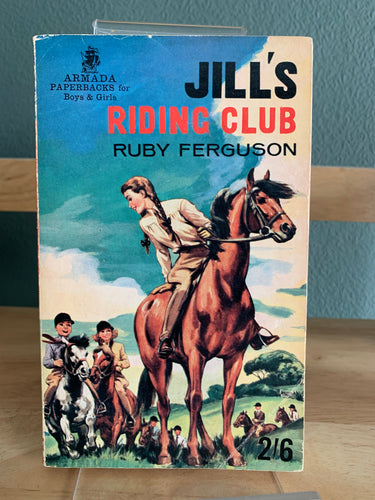 ARMADA
PAPERBACKS for
Boys & Girls
JILL'S
RIDING CLUB
RUBY FERGUSON
2/6